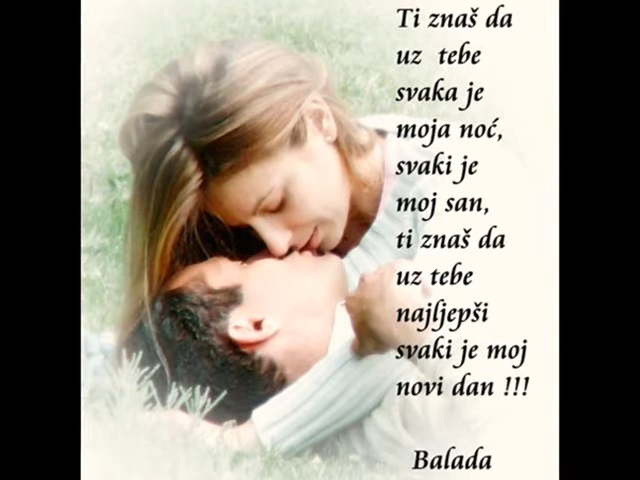 Ti znaš da
uz tebe
svaka je
moja noć,
svaki je
moj san,
ti znaš da
uz tebe
najljepši
svaki je moj
novi dan !!!
Balada